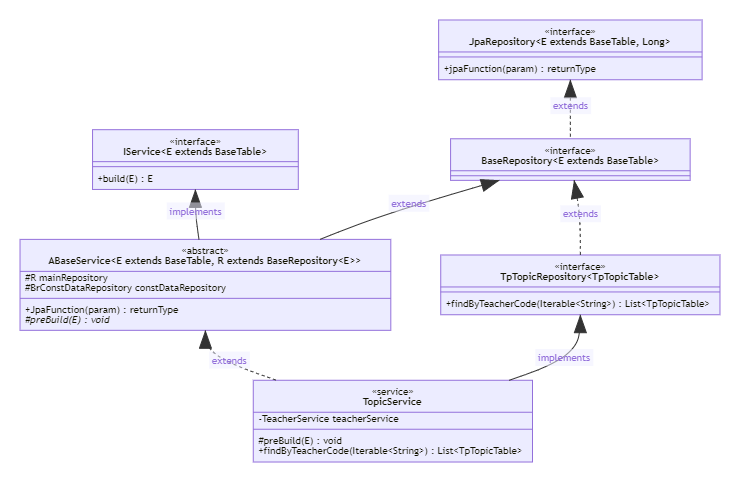 «interface»
JpaRepository<E extends BaseTable, Long>
+jpaFunction(param) : returnType
extends
«interface»
IService<E extends BaseTable>
+build(E) : E
«interface»
BaseRepository<E extends BaseTable>
implements
extends
extends
«abstract»
ABaseService<E extends BaseTable, R extends BaseRepository<E>>
#R mainRepository
#BrConstDataRepository constDataRepository
+JpaFunction(param) : returnType
#preBuild(E) : void
«interface»
TpTopicRepository<TpTopicTable>
+findByTeacherCode(Iterable<String>) : List<TpTopicTable>
extends
implements
«service»
TopicService
-TeacherService teacherService
#preBuild(E) : void
+findByTeacherCode(Iterable<String>) : List<TpTopicTable>